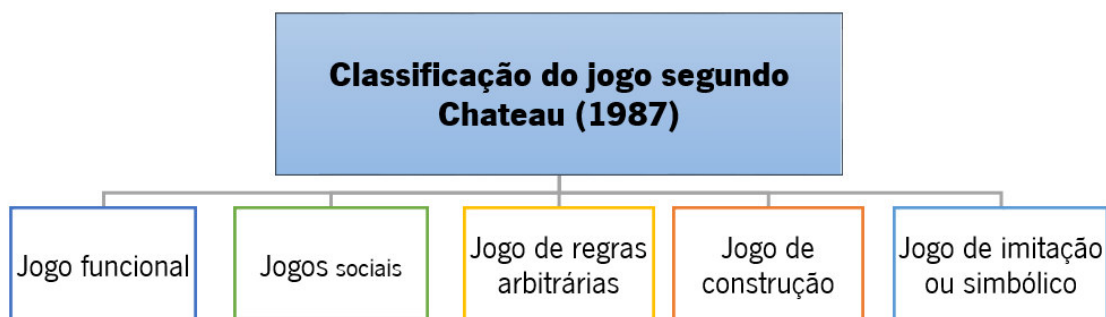 Classificação do jogo segundo
Chateau (1987)
Jogo funcional
Jogos sociais
Jogo de regras
arbitrárias
Jogo de
construção
Jogo de imitação
ou simbólico